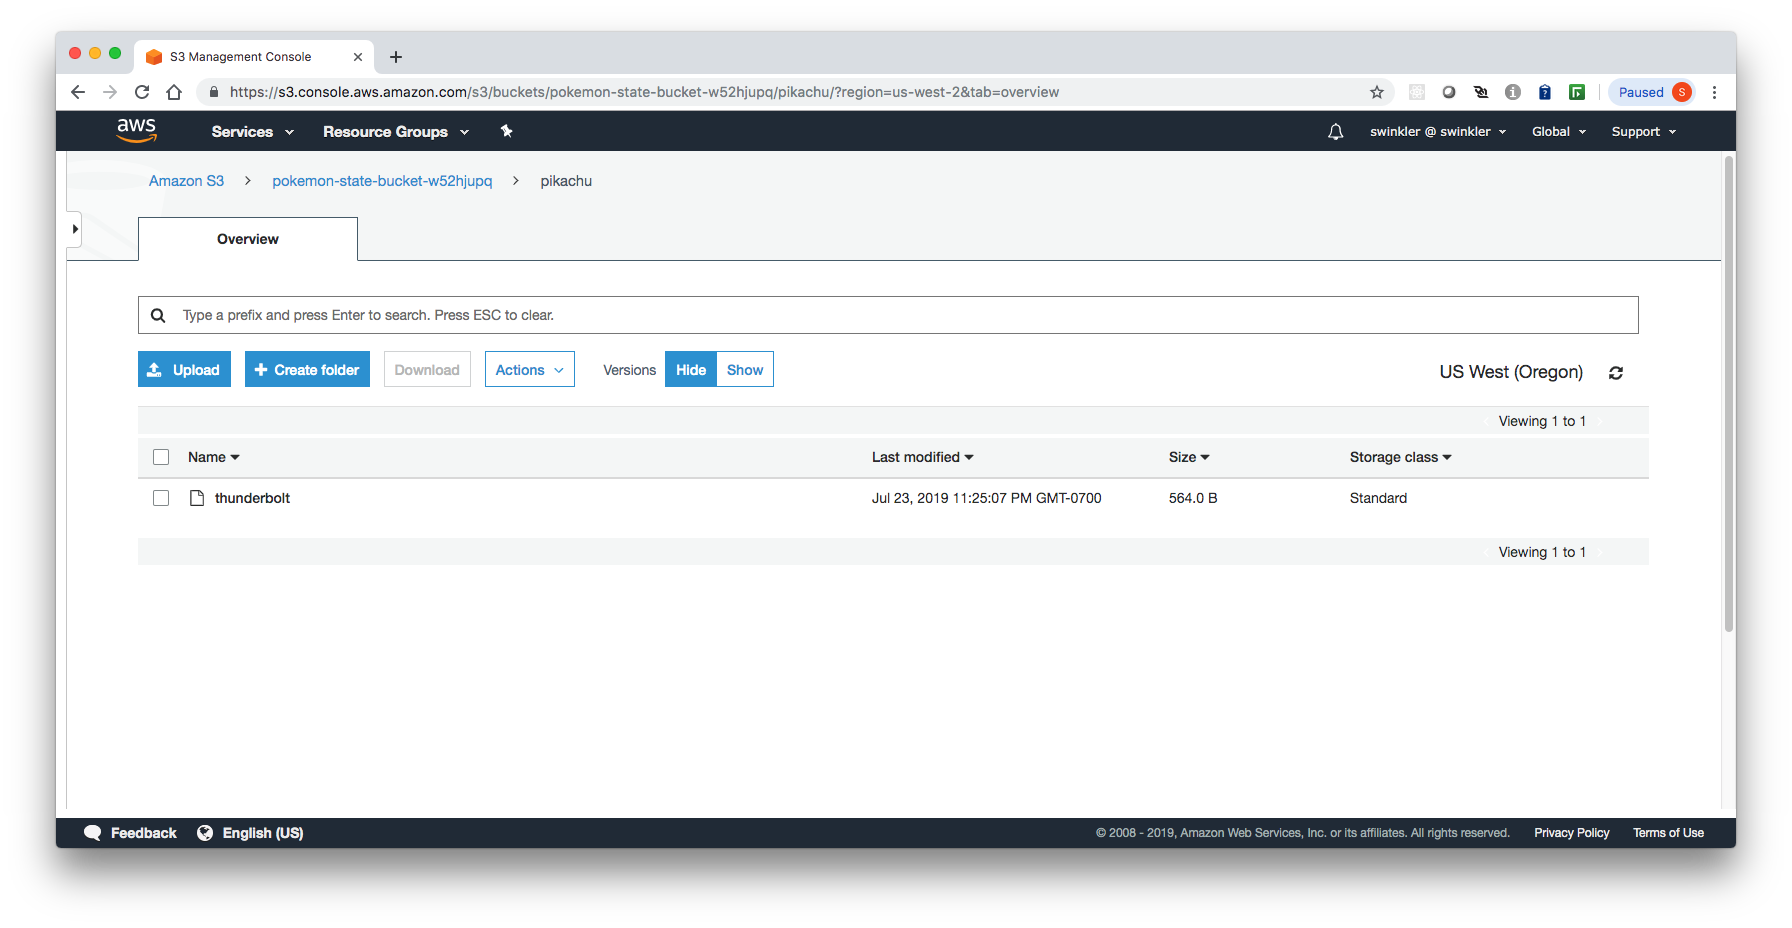 S3 Management Console
https://s3.console.aws.amazon.com/s3/buckets/pokemon-state-bucket-w52hjupq/pikachu/?region=us-west-2&tab=overview
Paused S
aws Services Resource Groups swinkler @ swinkler Global Support
Amazon S3 > pokemon-state-bucket-w52hjupq > pikachu
Overview
Type a prefix and press Enter to search. Press ESC to clear.
Upload + Create folder Download Actions Versions Hide Show US West (Oregon)
Viewing 1 to 1
Name Last modified Size Storage class
thunderbolt Jul 23, 2019 11:25:07 PM GMT-0700 564.0 B Standard
Viewing 1 to 1
Feedback English (US) © 2008 - 2019, Amazon Web Services, Inc. or its affiliates. All rights reserved. Privacy Policy Terms of Use